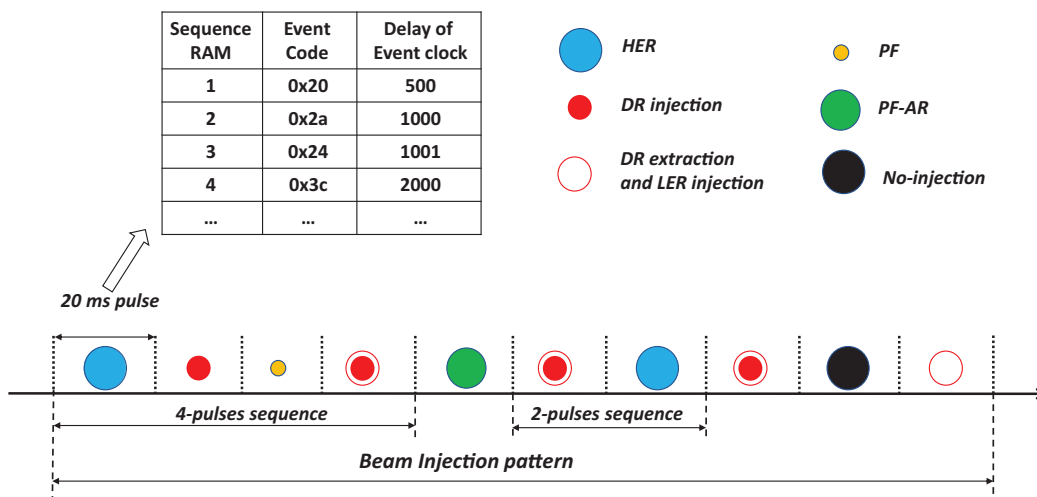 Sequence RAM Event Code Delay of Event clock
1 0x20 500
2 0x2a 1000
3 0x24 1001
4 0x3c 2000
... ... ...
HER
PF
DR injection
PF-AR
DR extraction
and LER injection
No-injection
20 ms pulse
4-pulses sequence
2-pulses sequence
Beam Injection pattern